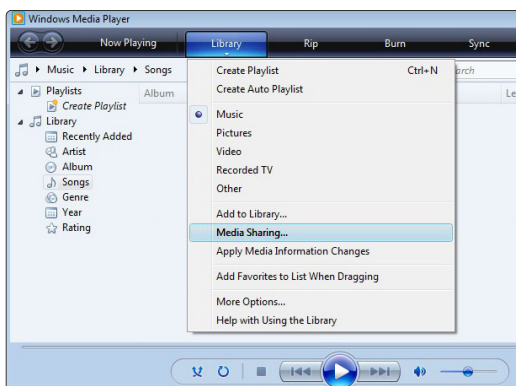 Windows Media Player
Now Playing Library Rip Burn Sync
Music Library Songs
arch
Playlists
Create Playlist
Library
Recently Added
Artist
Album
Songs
Genre
Year
Rating
Album
Le
Create Playlist Ctrl+N
Create Auto Playlist
Music
Pictures
Video
Recorded TV
Other
Add to Library...
Media Sharing...
Apply Media Information Changes
Add Favorites to List When Dragging
More Options...
Help with Using the Library